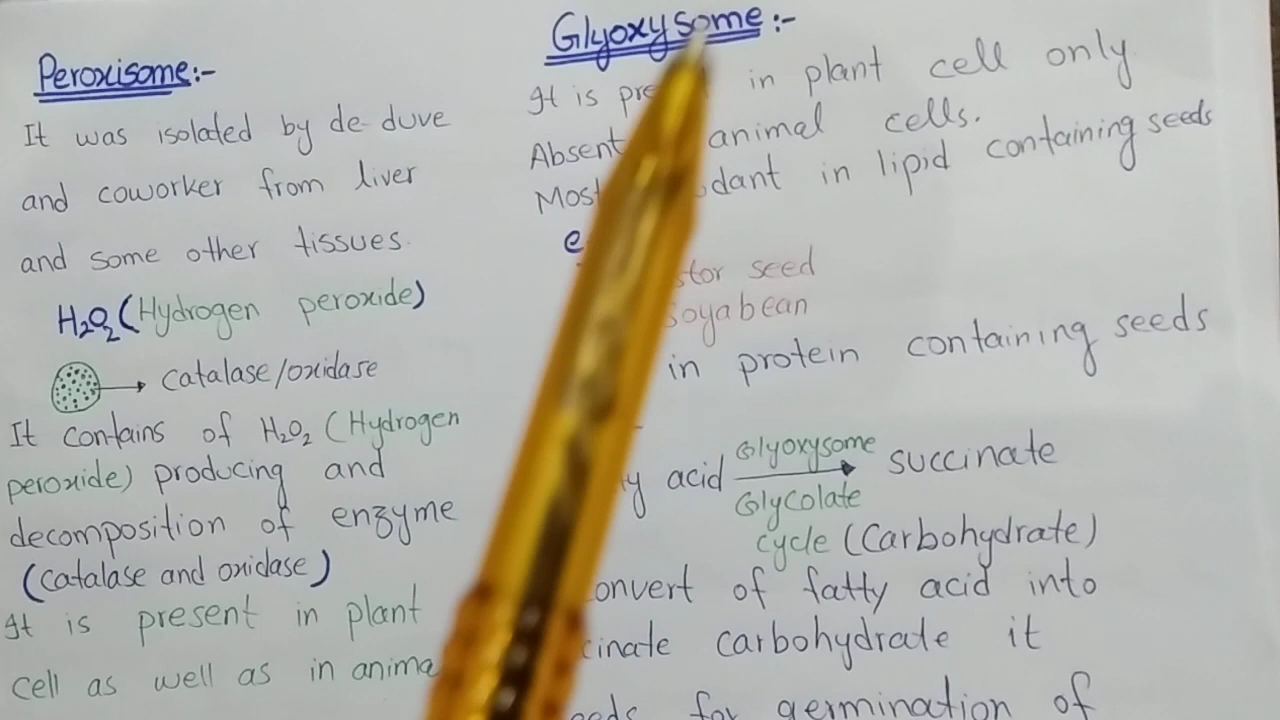 Peroxisome:-
It was isolated by de-duve
and coworker from liver
and some other tissues.
H₂O₂ (Hydrogen peroxide)
catalase/oxidase
It contains of H₂O₂ (Hydrogen
peroxide) producing and
decomposition of enzyme
(catalase and oxidase)
It is present in plant
cell as well as in anima
Glyoxysome:-
It is pre in plant cell only
Absent animal cells.
Most dant in lipid containing seeds
e
stor seed
soyabean
in protein containing seeds
ty acid Glyoxysome succinate
Glycolate
cycle (Carbohydrate)
onvert of fatty acid into
cinate carbohydrate it
eeds for germination of